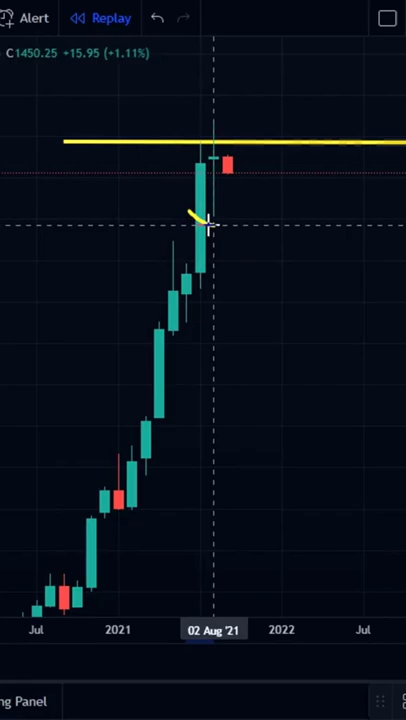 Alert Replay
C1450.25 +15.95 (+1.11%)
Jul 2021 02 Aug '21 2022 Jul
ng Panel